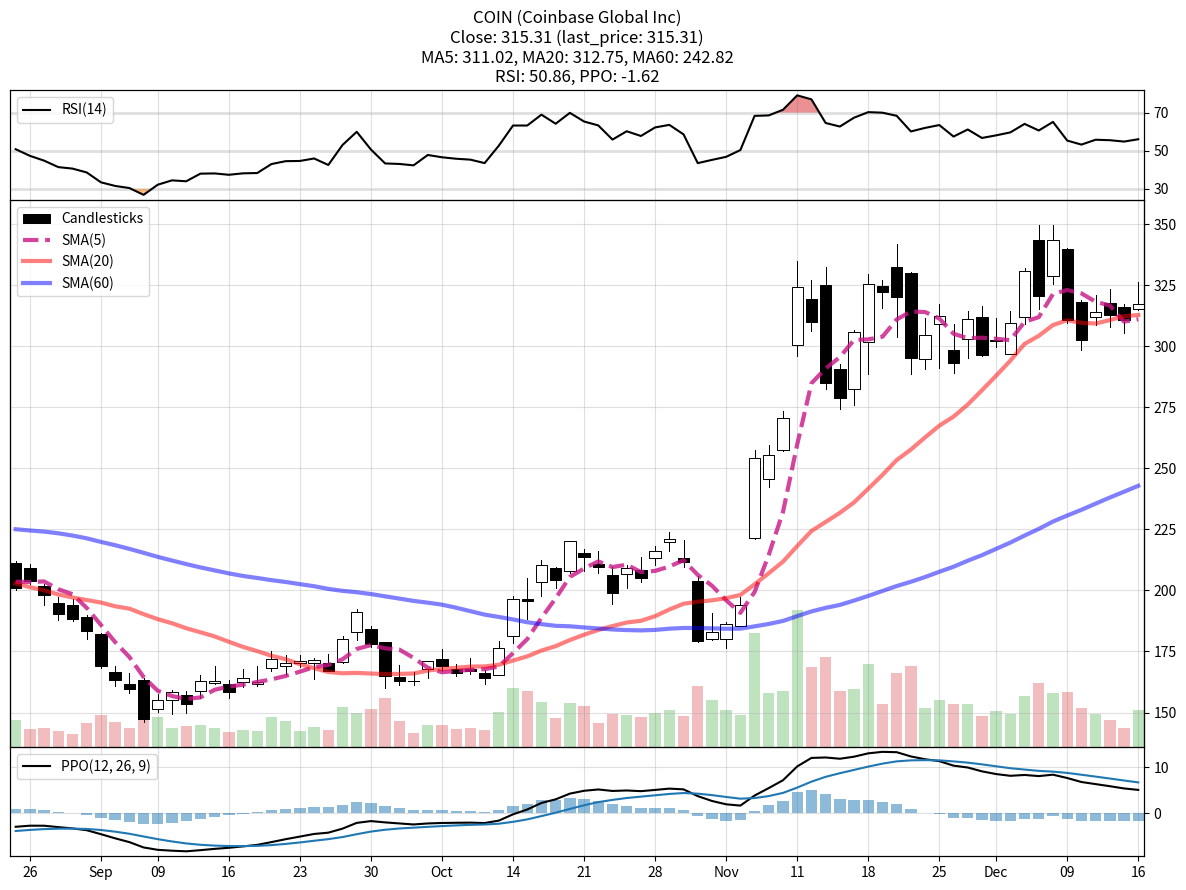 COIN (Coinbase Global Inc)
Close: 315.31 (last_price: 315.31)
MA5: 311.02, MA20: 312.75, MA60: 242.82
RSI: 50.86, PPO: -1.62
RSI(14)
70
50
30
Candlesticks
SMA(5)
SMA(20)
SMA(60)
350
325
300
275
250
225
200
175
150
PPO(12, 26, 9)
10
0
26 Sep 09 16 23 30 Oct 14 21 28 Nov 11 18 25 Dec 09 16